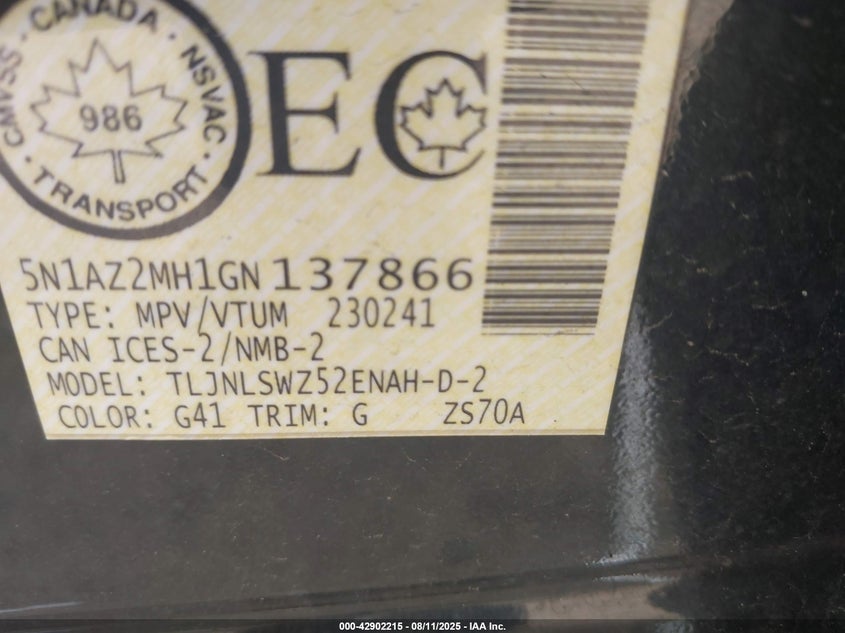 CMVSS · CANADA · NSVAC · TRANSPORT ·
986
EC
5N1AZ2MH1GN137866
TYPE: MPV/VTUM 230241
CAN ICES-2/NMB-2
MODEL: TLJNLSWZ52ENAH-D-2
COLOR: G41 TRIM: G ZS70A
000-42902215 - 08/11/2025 - IAA Inc.